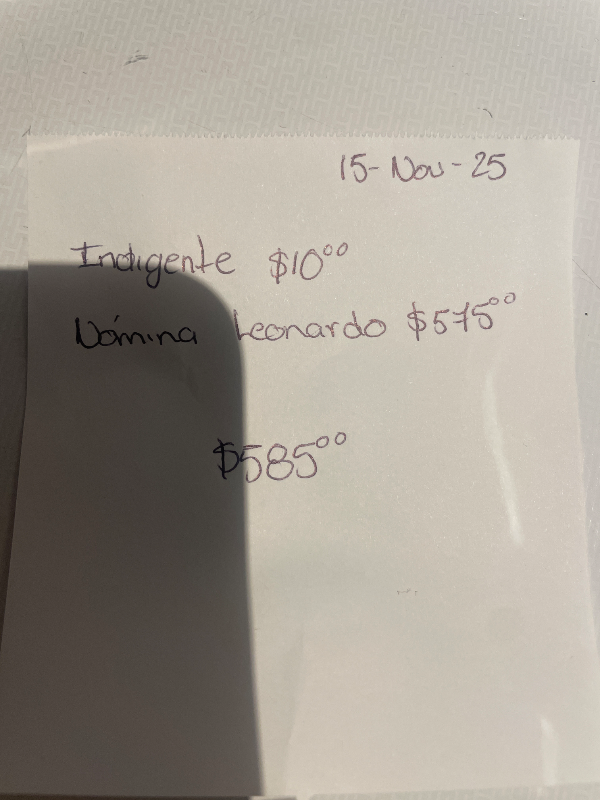 15-Nov-25
Indigente $10⁰⁰
Nómina Leonardo $575⁰⁰
$585⁰⁰